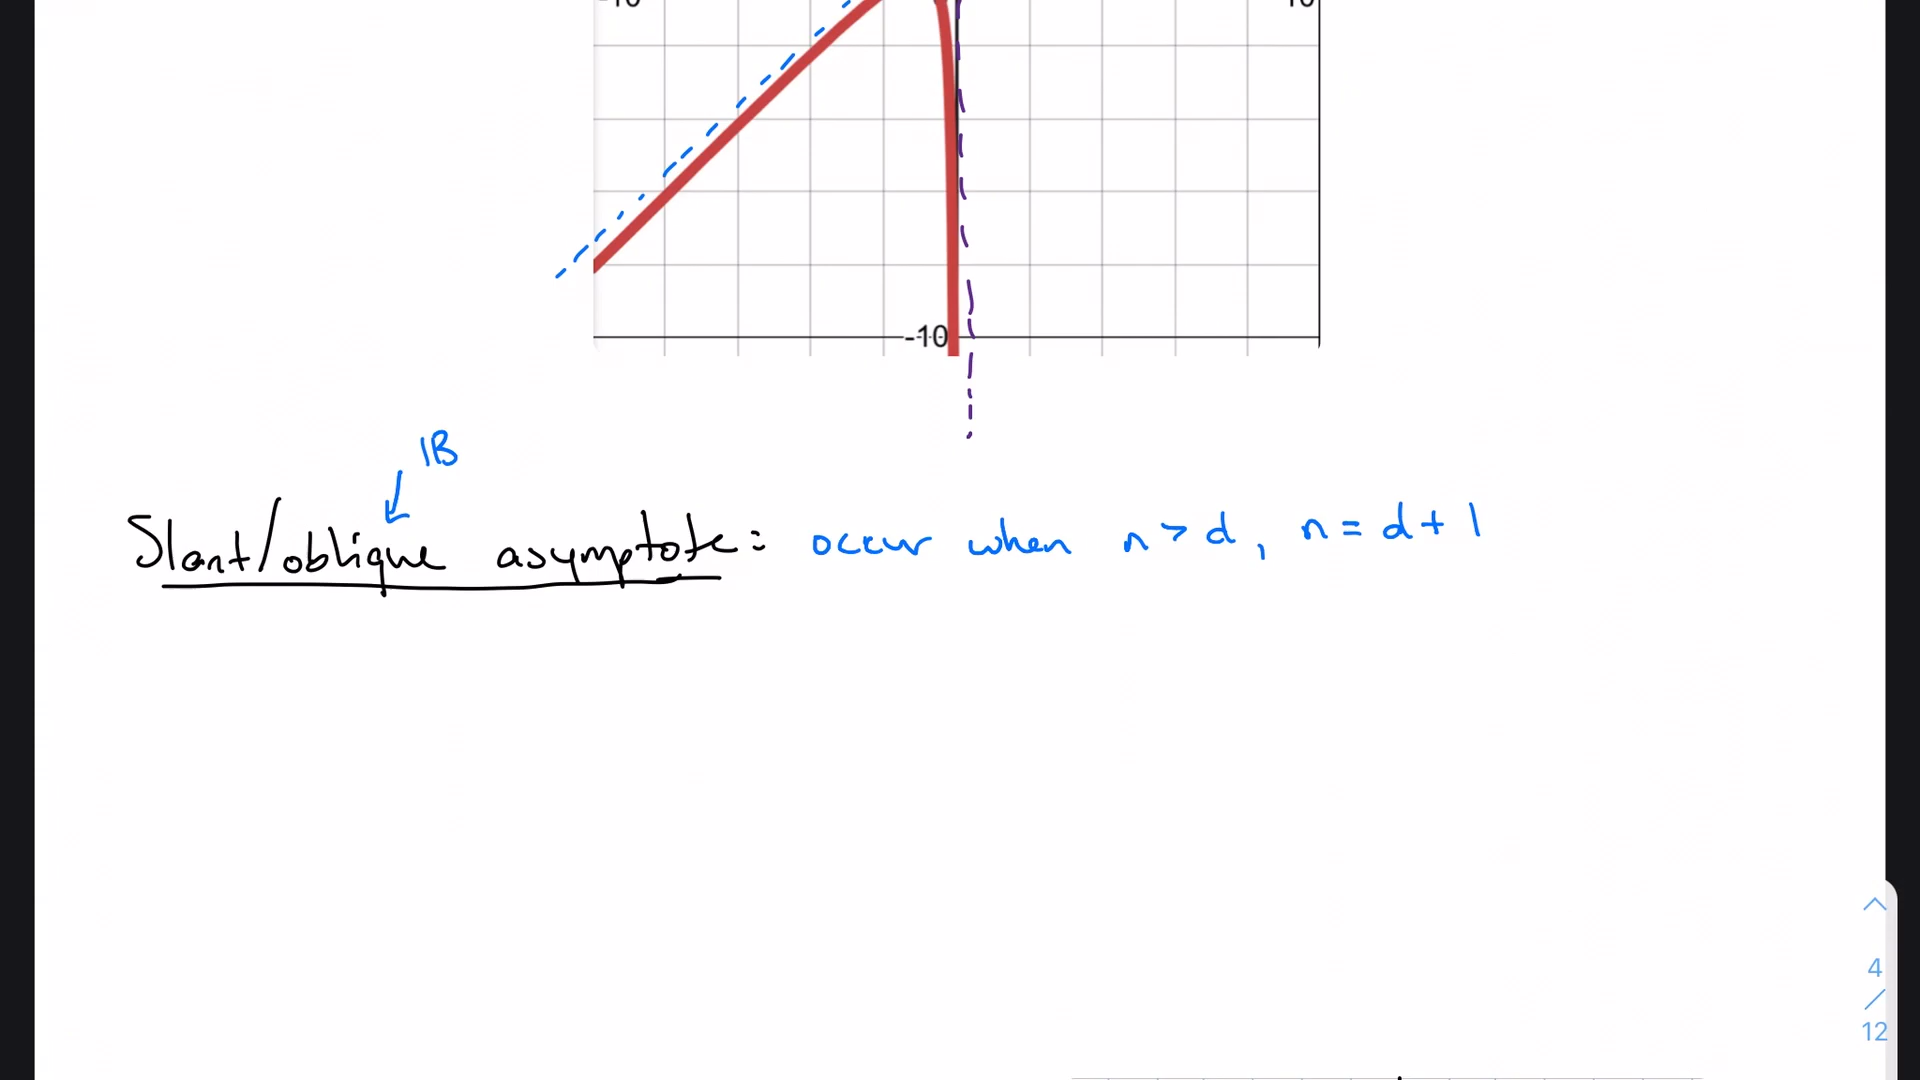 -10 10
-10
IB
Slant/oblique asymptote: occur when n > d, n = d + 1
4
/
12